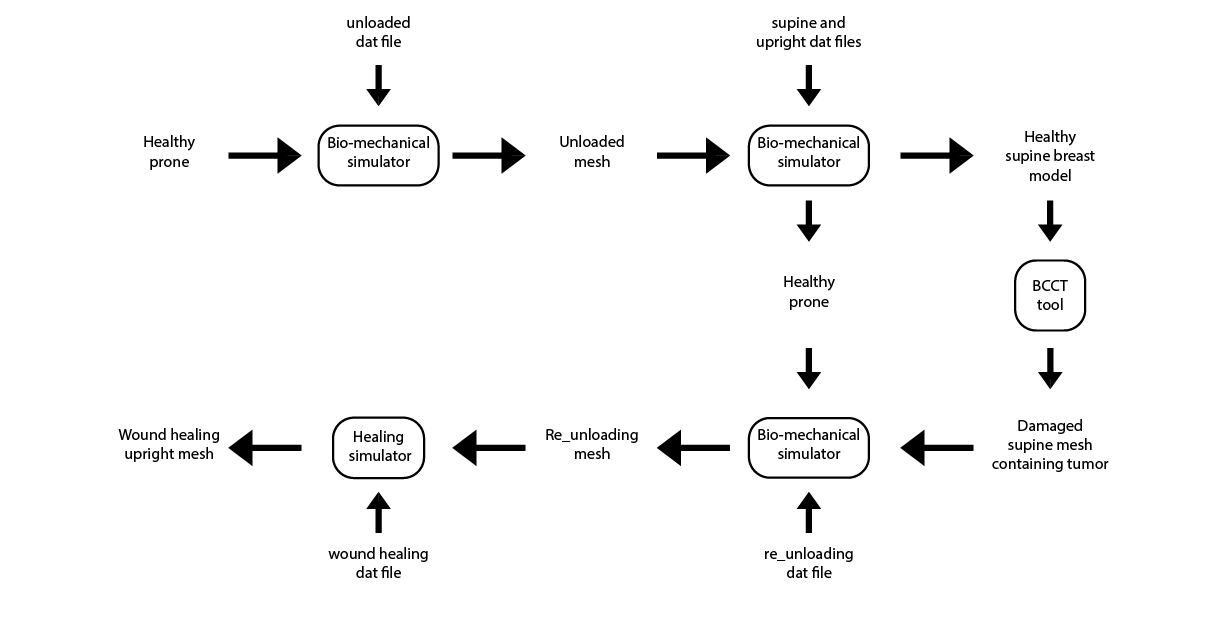 unloaded
dat file
supine and
upright dat files
Healthy
prone
Bio-mechanical
simulator
Unloaded
mesh
Bio-mechanical
simulator
Healthy
supine breast
model
Healthy
prone
BCCT
tool
Wound healing
upright mesh
Healing
simulator
Re_unloading
mesh
Bio-mechanical
simulator
Damaged
supine mesh
containing tumor
wound healing
dat file
re_unloading
dat file